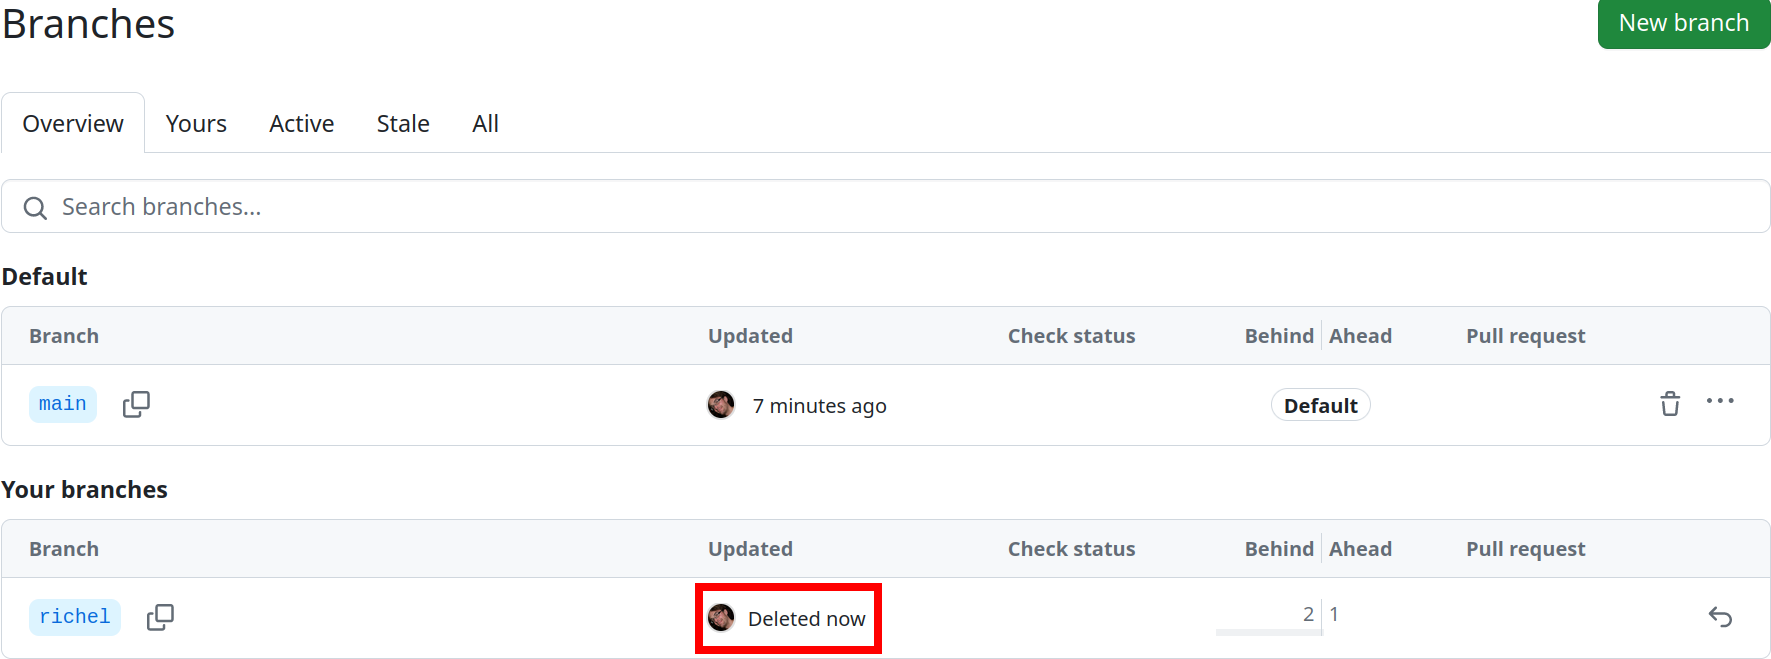 Branches
New branch
Overview Yours Active Stale All
Search branches...
Default
Branch Updated Check status Behind Ahead Pull request
main 7 minutes ago Default
Your branches
Branch Updated Check status Behind Ahead Pull request
richel Deleted now 2 1